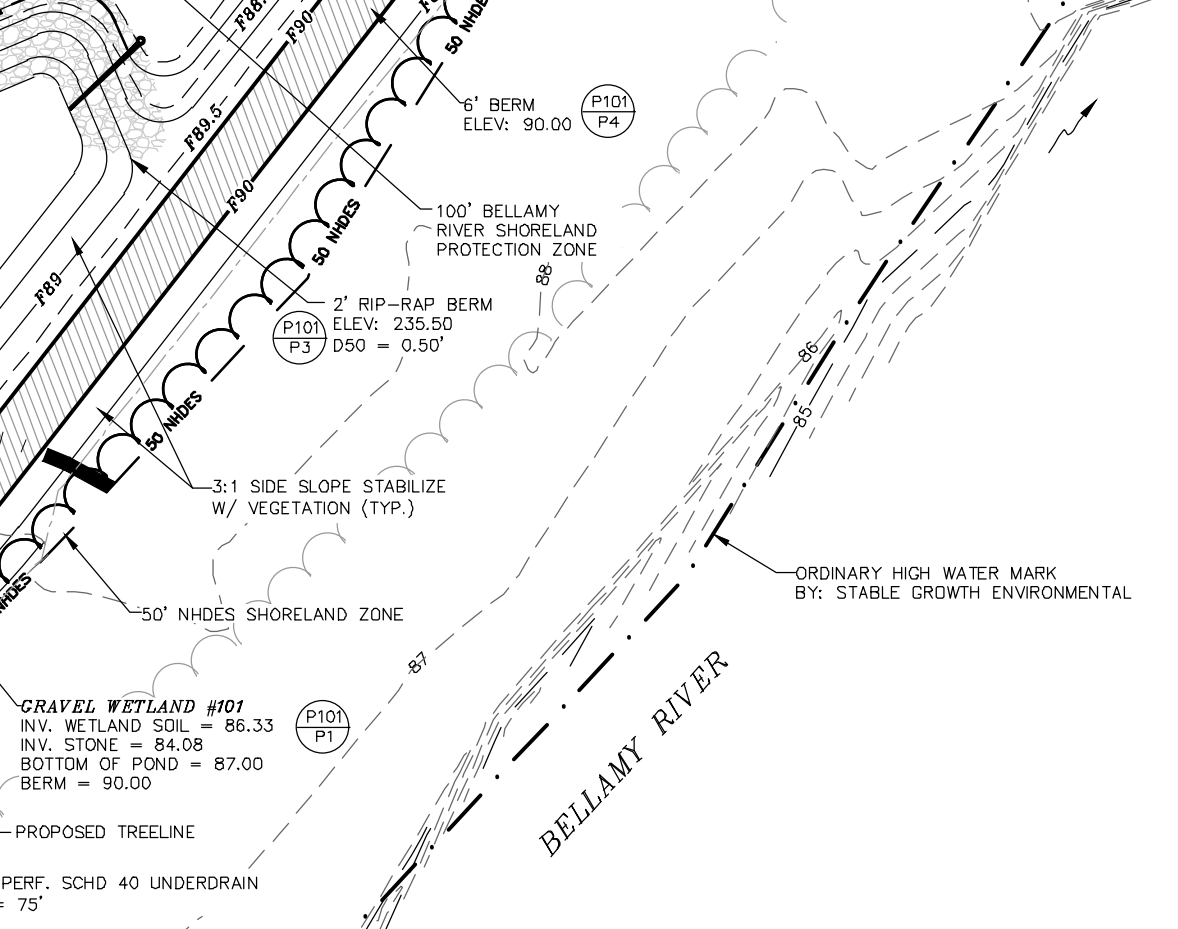 F88.
F90
50 NHDES
6' BERM
ELEV: 90.00
P101
P4
F89.5
F90
100' BELLAMY
RIVER SHORELAND
PROTECTION ZONE
50 NHDES
88
F89
2' RIP-RAP BERM
ELEV: 235.50
D50 = 0.50'
P101
P3
86
85
50 NHDES
3:1 SIDE SLOPE STABILIZE
W/ VEGETATION (TYP.)
ORDINARY HIGH WATER MARK
BY: STABLE GROWTH ENVIRONMENTAL
NHDES
50' NHDES SHORELAND ZONE
87
BELLAMY RIVER
GRAVEL WETLAND #101
INV. WETLAND SOIL = 86.33
INV. STONE = 84.08
BOTTOM OF POND = 87.00
BERM = 90.00
P101
P1
PROPOSED TREELINE
PERF. SCHD 40 UNDERDRAIN
= 75'